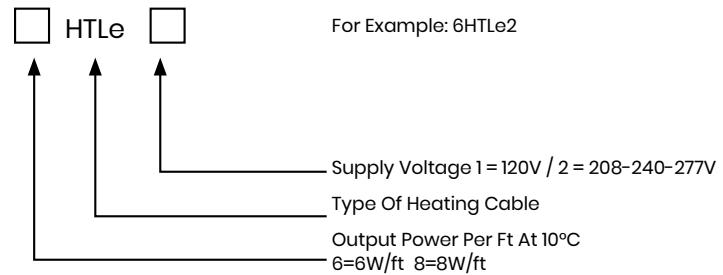 HTLe
For Example: 6HTLe2
Supply Voltage 1 = 120V / 2 = 208-240-277V
Type Of Heating Cable
Output Power Per Ft At 10°C
6=6W/ft 8=8W/ft